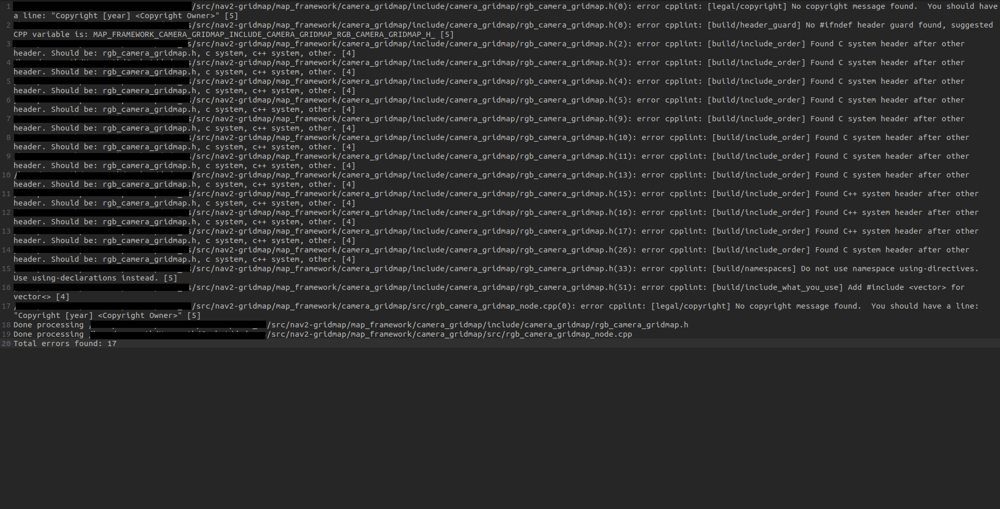 1 /src/nav2-gridmap/map_framework/camera_gridmap/include/camera_gridmap/rgb_camera_gridmap.h(0): error cpplint: [legal/copyright] No copyright message found.  You should have
a line: "Copyright [year] <Copyright Owner>" [5]
2 s/src/nav2-gridmap/map_framework/camera_gridmap/include/camera_gridmap/rgb_camera_gridmap.h(0): error cpplint: [build/header_guard] No #ifndef header guard found, suggested
CPP variable is: MAP_FRAMEWORK_CAMERA_GRIDMAP_INCLUDE_CAMERA_GRIDMAP_RGB_CAMERA_GRIDMAP_H_ [5]
3 s/src/nav2-gridmap/map_framework/camera_gridmap/include/camera_gridmap/rgb_camera_gridmap.h(2): error cpplint: [build/include_order] Found C system header after other
header. Should be: rgb_camera_gridmap.h, c system, c++ system, other. [4]
4 s/src/nav2-gridmap/map_framework/camera_gridmap/include/camera_gridmap/rgb_camera_gridmap.h(3): error cpplint: [build/include_order] Found C system header after other
header. Should be: rgb_camera_gridmap.h, c system, c++ system, other. [4]
5 s/src/nav2-gridmap/map_framework/camera_gridmap/include/camera_gridmap/rgb_camera_gridmap.h(4): error cpplint: [build/include_order] Found C system header after other
header. Should be: rgb_camera_gridmap.h, c system, c++ system, other. [4]
6 s/src/nav2-gridmap/map_framework/camera_gridmap/include/camera_gridmap/rgb_camera_gridmap.h(5): error cpplint: [build/include_order] Found C system header after other
header. Should be: rgb_camera_gridmap.h, c system, c++ system, other. [4]
7 s/src/nav2-gridmap/map_framework/camera_gridmap/include/camera_gridmap/rgb_camera_gridmap.h(9): error cpplint: [build/include_order] Found C system header after other
header. Should be: rgb_camera_gridmap.h, c system, c++ system, other. [4]
8 s/src/nav2-gridmap/map_framework/camera_gridmap/include/camera_gridmap/rgb_camera_gridmap.h(10): error cpplint: [build/include_order] Found C system header after other
header. Should be: rgb_camera_gridmap.h, c system, c++ system, other. [4]
9 s/src/nav2-gridmap/map_framework/camera_gridmap/include/camera_gridmap/rgb_camera_gridmap.h(11): error cpplint: [build/include_order] Found C system header after other
header. Should be: rgb_camera_gridmap.h, c system, c++ system, other. [4]
10 / /src/nav2-gridmap/map_framework/camera_gridmap/include/camera_gridmap/rgb_camera_gridmap.h(13): error cpplint: [build/include_order] Found C system header after other
header. Should be: rgb_camera_gridmap.h, c system, c++ system, other. [4]
11 s/src/nav2-gridmap/map_framework/camera_gridmap/include/camera_gridmap/rgb_camera_gridmap.h(15): error cpplint: [build/include_order] Found C++ system header after other
header. Should be: rgb_camera_gridmap.h, c system, c++ system, other. [4]
12 s/src/nav2-gridmap/map_framework/camera_gridmap/include/camera_gridmap/rgb_camera_gridmap.h(16): error cpplint: [build/include_order] Found C++ system header after other
header. Should be: rgb_camera_gridmap.h, c system, c++ system, other. [4]
13 s/src/nav2-gridmap/map_framework/camera_gridmap/include/camera_gridmap/rgb_camera_gridmap.h(17): error cpplint: [build/include_order] Found C++ system header after other
header. Should be: rgb_camera_gridmap.h, c system, c++ system, other. [4]
14 s/src/nav2-gridmap/map_framework/camera_gridmap/include/camera_gridmap/rgb_camera_gridmap.h(26): error cpplint: [build/include_order] Found C system header after other
header. Should be: rgb_camera_gridmap.h, c system, c++ system, other. [4]
15 s/src/nav2-gridmap/map_framework/camera_gridmap/include/camera_gridmap/rgb_camera_gridmap.h(33): error cpplint: [build/namespaces] Do not use namespace using-directives.
Use using-declarations instead. [5]
16 s/src/nav2-gridmap/map_framework/camera_gridmap/include/camera_gridmap/rgb_camera_gridmap.h(51): error cpplint: [build/include_what_you_use] Add #include <vector> for
vector<> [4]
17 /src/nav2-gridmap/map_framework/camera_gridmap/src/rgb_camera_gridmap_node.cpp(0): error cpplint: [legal/copyright] No copyright message found.  You should have a line:
"Copyright [year] <Copyright Owner>" [5]
18 Done processing /src/nav2-gridmap/map_framework/camera_gridmap/include/camera_gridmap/rgb_camera_gridmap.h
19 Done processing /src/nav2-gridmap/map_framework/camera_gridmap/src/rgb_camera_gridmap_node.cpp
20 Total errors found: 17